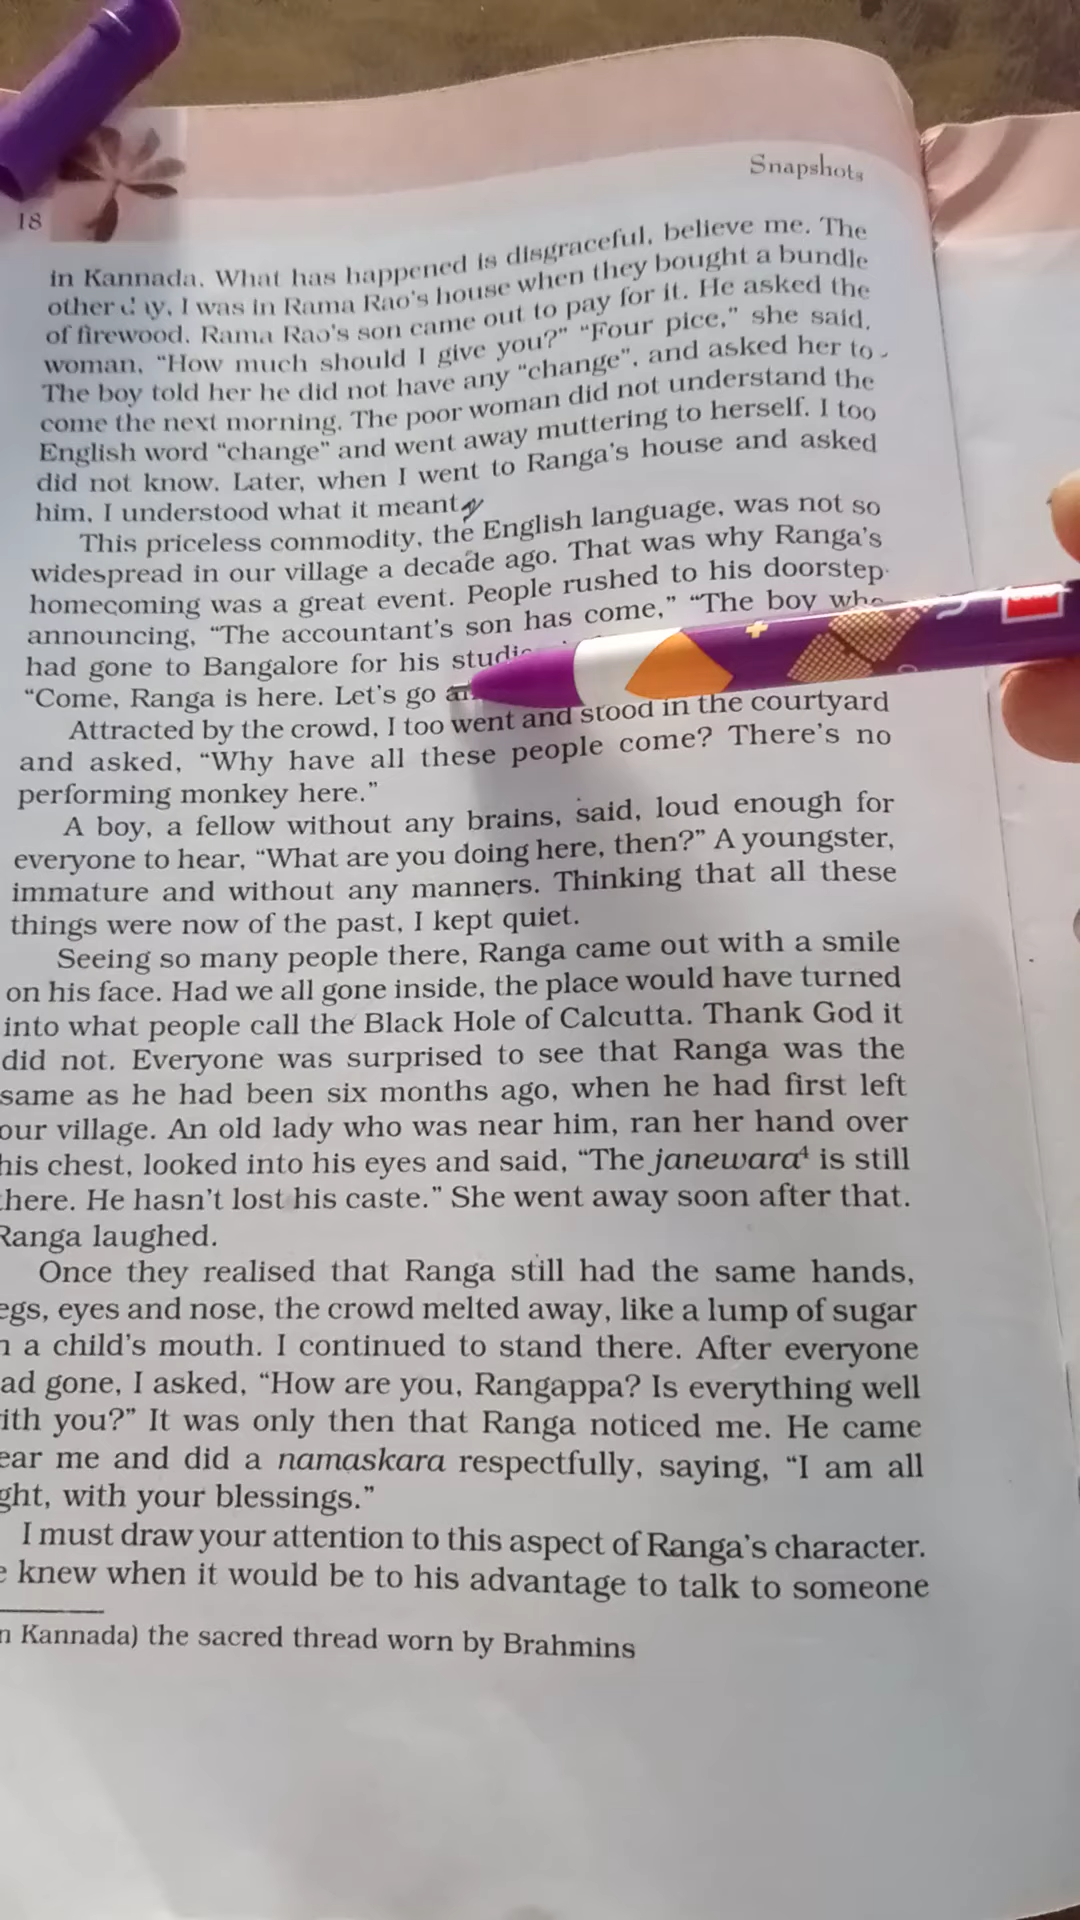 Snapshots
18
in Kannada. What has happened is disgraceful, believe me. The
other I was in Rama Rao's house when they bought a bundle
of firewood. Rama Rao's son came out to pay for it. He asked the
woman, “How much should I give you?” “Four pice,” she said.
The boy told her he did not have any “change”, and asked her to
come the next morning. The poor woman did not understand the
English word “change” and went away muttering to herself. I too
did not know. Later, when I went to Ranga's house and asked
him, I understood what it meant.
This priceless commodity, the English language, was not so
widespread in our village a decade ago. That was why Ranga's
homecoming was a great event. People rushed to his doorstep
announcing, “The accountant's son has come,” “The boy who
had gone to Bangalore for his
“Come, Ranga is here. Let's go
Attracted by the crowd, I too went and stood in the courtyard
and asked, “Why have all these people come? There's no
performing monkey here.”
A boy, a fellow without any brains, said, loud enough for
everyone to hear, “What are you doing here, then?” A youngster,
immature and without any manners. Thinking that all these
things were now of the past, I kept quiet.
Seeing so many people there, Ranga came out with a smile
on his face. Had we all gone inside, the place would have turned
into what people call the Black Hole of Calcutta. Thank God it
did not. Everyone was surprised to see that Ranga was the
same as he had been six months ago, when he had first left
our village. An old lady who was near him, ran her hand over
his chest, looked into his eyes and said, “The janewara⁴ is still
there. He hasn't lost his caste.” She went away soon after that.
Ranga laughed.
Once they realised that Ranga still had the same hands,
egs, eyes and nose, the crowd melted away, like a lump of sugar
n a child's mouth. I continued to stand there. After everyone
ad gone, I asked, “How are you, Rangappa? Is everything well
ith you?” It was only then that Ranga noticed me. He came
ear me and did a namaskara respectfully, saying, “I am all
ght, with your blessings.”
I must draw your attention to this aspect of Ranga's character.
e knew when it would be to his advantage to talk to someone
n Kannada) the sacred thread worn by Brahmins